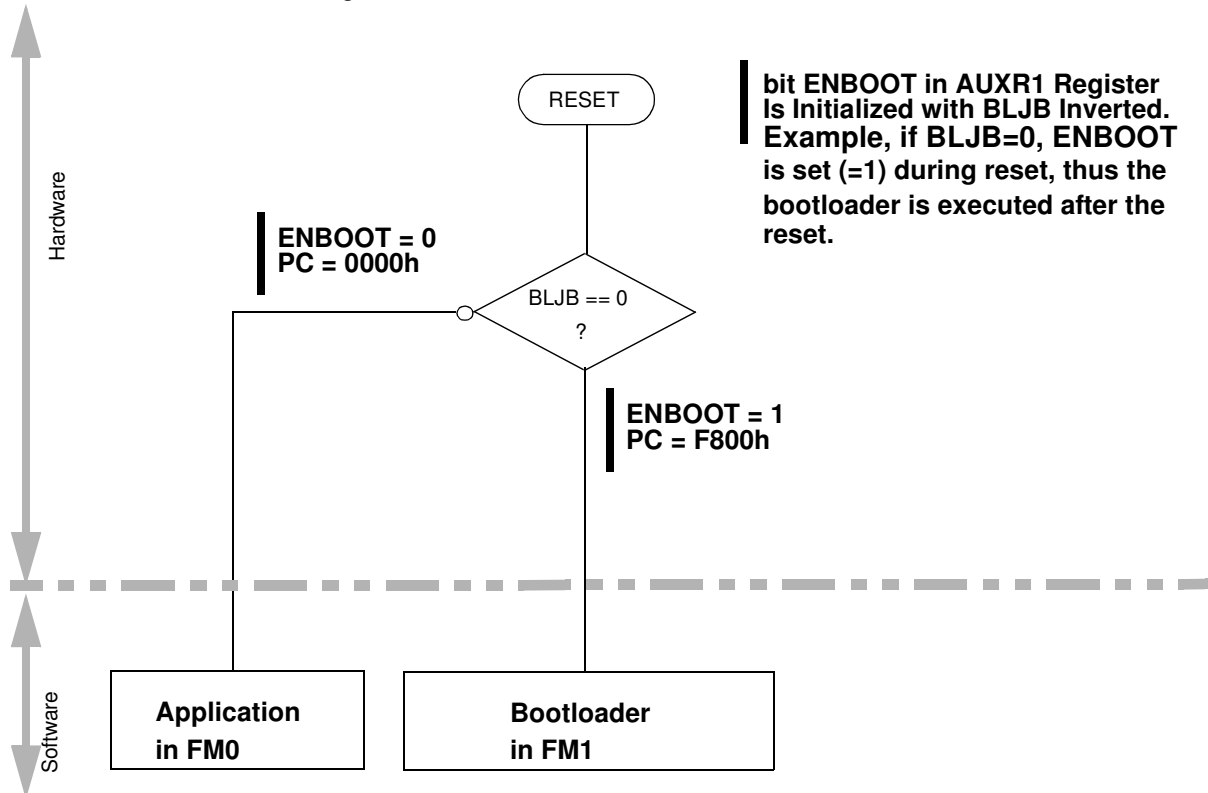 RESET
bit ENBOOT in AUXR1 Register
Is Initialized with BLJB Inverted.
Example, if BLJB=0, ENBOOT
is set (=1) during reset, thus the
bootloader is executed after the
reset.
Hardware
ENBOOT = 0
PC = 0000h
BLJB == 0
?
ENBOOT = 1
PC = F800h
Software
Application
in FM0
Bootloader
in FM1